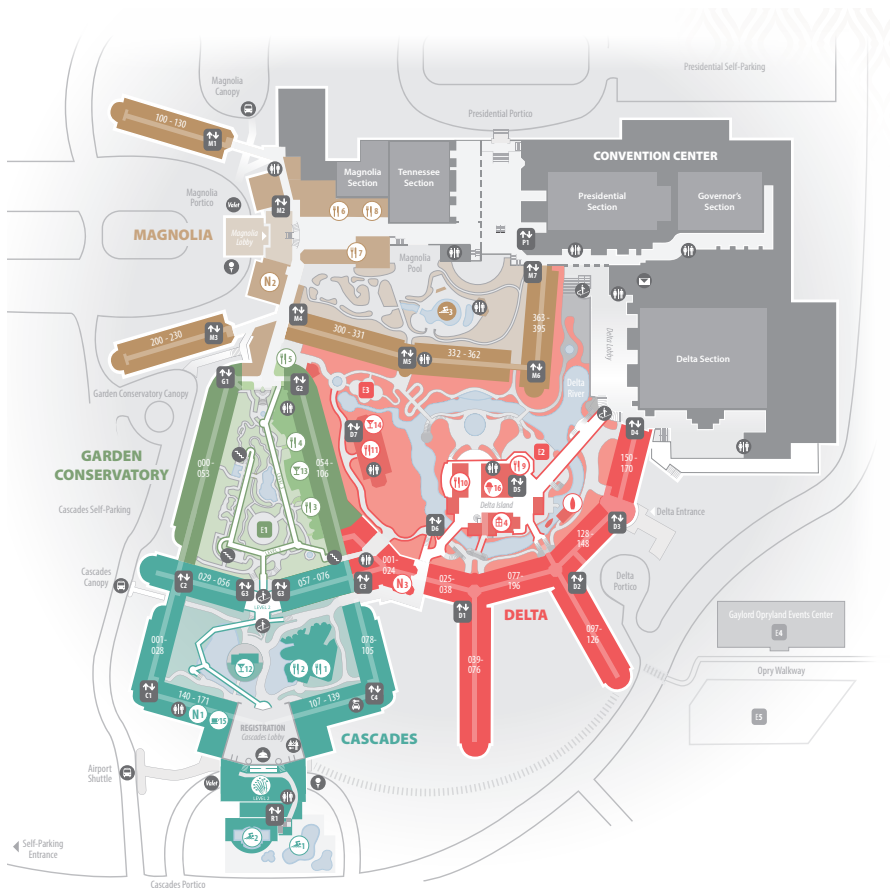 Presidential Self-Parking
Magnolia
Canopy
Presidential Portico
100 - 130
M1
CONVENTION CENTER
Magnolia
Section
Tennessee
Section
Presidential
Section
Governor's
Section
Magnolia
Portico
Valet
M2
6
8
MAGNOLIA
Magnolia
Lobby
P1
7
Magnolia
Pool
M7
N2
3
M4
363 -
395
200 - 230
M3
300 - 331
332 - 362
M5
M6
Delta Lobby
Delta Section
5
G1
G2
Garden Conservatory Canopy
E3
Delta
River
D7
14
11
D4
GARDEN
CONSERVATORY
4
000 -
053
054 -
106
13
E2
9
150 -
170
10
16
D5
Cascades Self-Parking
3
Delta Island
4
E1
D6
D3
Delta Entrance
128 -
148
Cascades
Canopy
C2
029 - 056
G3
G3
057 - 076
C3
001-
024
N3
025-
038
077-
196
D2
Delta
Portico
LEVEL 2
D1
DELTA
Gaylord Opryland Events Center
E4
001-
028
078-
105
097-
126
039-
076
12
2
1
Opry Walkway
C1
140 - 171
107 - 139
C4
N1
15
E5
REGISTRATION
Cascades Lobby
CASCADES
Airport
Shuttle
Valet
LEVEL 2
R1
2
1
Self-Parking
Entrance
Cascades Portico